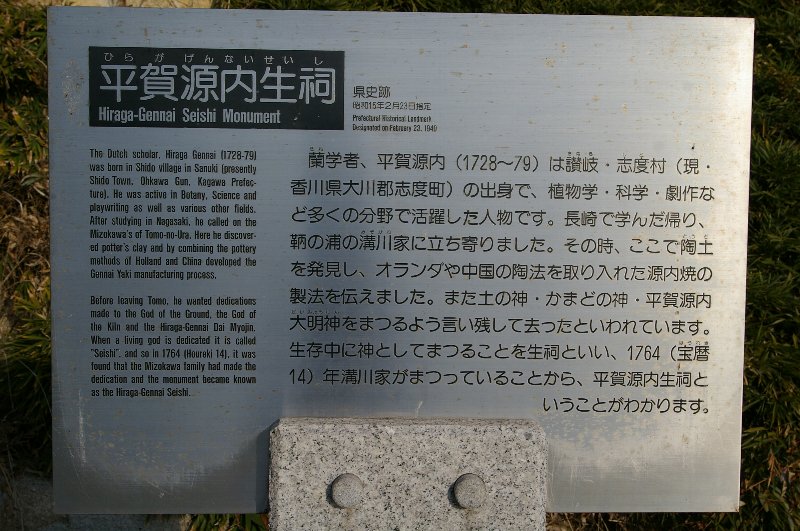 ひらがげんないせいし
平賀源内生祠
Hiraga-Gennai Seishi Monument
県史跡
昭和15年2月23日指定
Prefectural Historical Landmark
Designated on February 23, 1940
The Dutch scholar, Hiraga Gennai (1728-79)
was born in Shido village in Sanuki (presently
Shido Town, Ohkawa Gun, Kagawa Prefec-
ture). He was active in Botany, Science and
playwriting as well as various other fields.
After studying in Nagasaki, he called on the
Mizokawa's of Tomo-no-Ura. Here he discover-
ed potter's clay and by combining the pottery
methods of Holland and China developed the
Gennai Yaki manufacturing process.
Before leaving Tomo, he wanted dedications
made to the God of the Ground, the God of
the Kiln and the Hiraga-Gennai Dai Myojin.
When a living god is dedicated it is called
"Seishi", and so in 1764 (Houreki 14), it was
found that the Mizokawa family had made the
dedication and the monument became known
as the Hiraga-Gennai Seishi.
蘭学者、平賀源内（1728〜79）は讃岐・志度村（現・
香川県大川郡志度町）の出身で、植物学・科学・劇作な
ど多くの分野で活躍した人物です。長崎で学んだ帰り、
鞆の浦の溝川家に立ち寄りました。その時、ここで陶土
を発見し、オランダや中国の陶法を取り入れた源内焼の
製法を伝えました。また土の神・かまどの神・平賀源内
大明神をまつるよう言い残して去ったといわれています。
生存中に神としてまつることを生祠といい、1764（宝暦
14）年溝川家がまつっていることから、平賀源内生祠と
いうことがわかります。